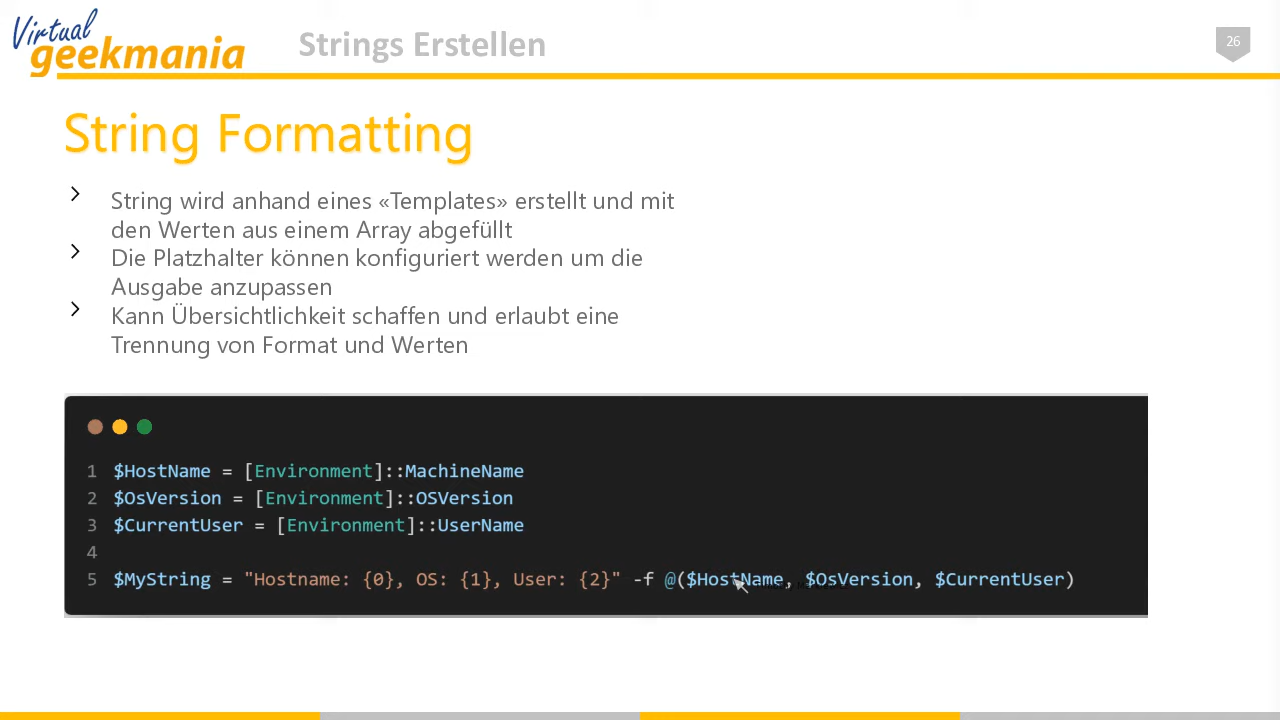 Virtual
geekmania
Strings Erstellen
26
String Formatting
String wird anhand eines «Templates» erstellt und mit
den Werten aus einem Array abgefüllt
Die Platzhalter können konfiguriert werden um die
Ausgabe anzupassen
Kann Übersichtlichkeit schaffen und erlaubt eine
Trennung von Format und Werten
1 $HostName = [Environment]::MachineName
2 $OsVersion = [Environment]::OSVersion
3 $CurrentUser = [Environment]::UserName
4
5 $MyString = "Hostname: {0}, OS: {1}, User: {2}" -f @($HostName, $OsVersion, $CurrentUser)